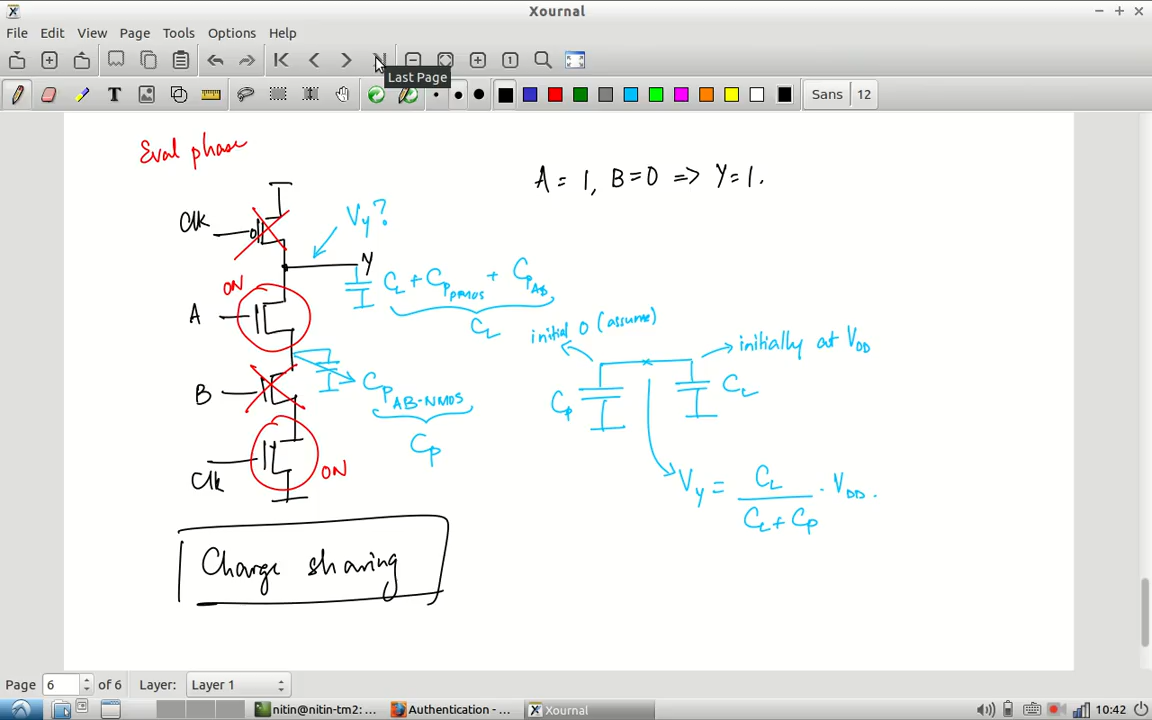 Xournal
File Edit View Page Tools Options Help
Last Page
Sans 12
Eval phase
A = 1, B=0 => Y=1.
Clk
Vy?
Y
ON
CL + Cp PMOS + Cp AB
CL
A
initial 0 (assume)
initially at VDD
B
Cp AB-NMOS
Cp
Cp
CL
Clk
ON
Vy = CL / CL + Cp . VDD.
Charge sharing
Page 6 of 6 Layer: Layer 1
nitin@nitin-tm2: ... Authentication - ... Xournal 10:42